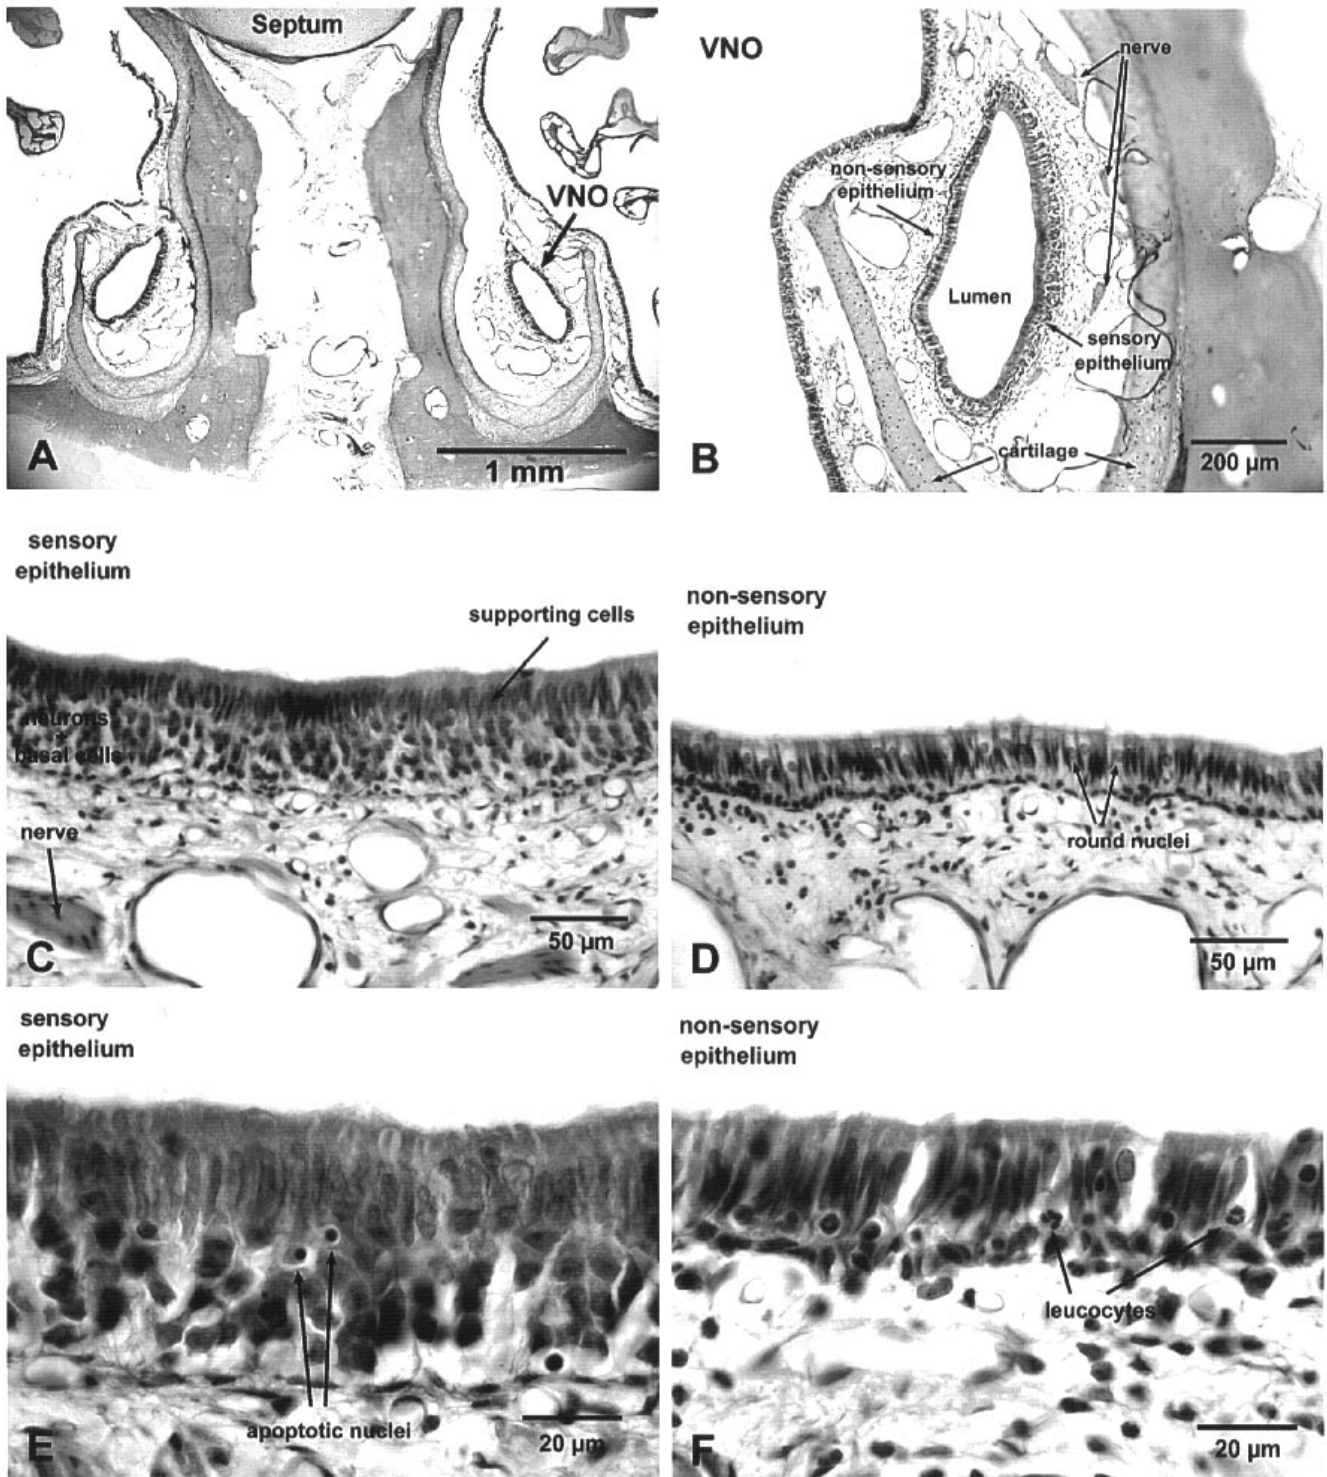 Septum
VNO
A
1 mm
VNO
nerve
non-sensory
epithelium
Lumen
sensory
epithelium
cartilage
B
200 µm
sensory
epithelium
supporting cells
neurons
+
basal cells
nerve
C
50 µm
non-sensory
epithelium
round nuclei
D
50 µm
sensory
epithelium
apoptotic nuclei
E
20 µm
non-sensory
epithelium
leucocytes
F
20 µm